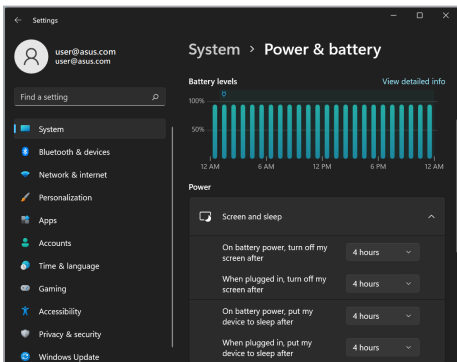 Settings
user@asus.com
user@asus.com
Find a setting
System
Bluetooth & devices
Network & internet
Personalization
Apps
Accounts
Time & language
Gaming
Accessibility
Privacy & security
Windows Update
System > Power & battery
Battery levels
View detailed info
100%
50%
12 AM
6 AM
12 PM
6 PM
12 AM
Power
Screen and sleep
On battery power, turn off my
screen after
4 hours
When plugged in, turn off my
screen after
4 hours
On battery power, put my
device to sleep after
4 hours
When plugged in, put my
device to sleep after
4 hours